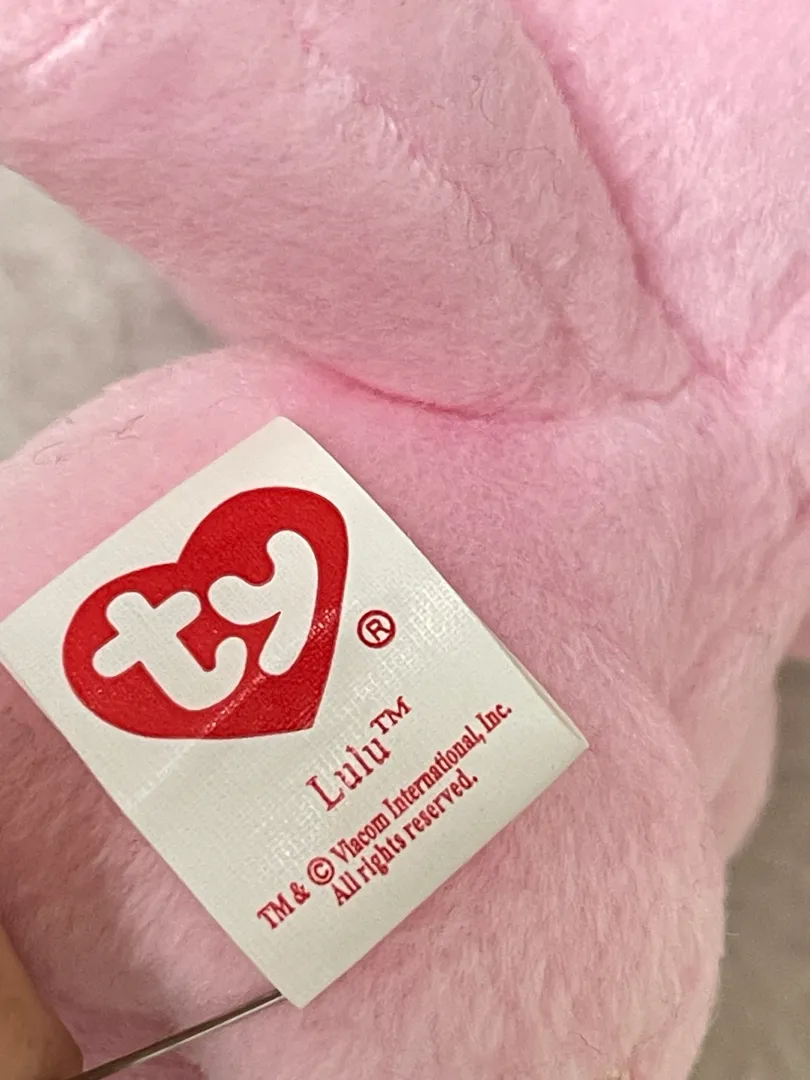 ty®
Lulu™
TM & © Viacom International, Inc.
All rights reserved.